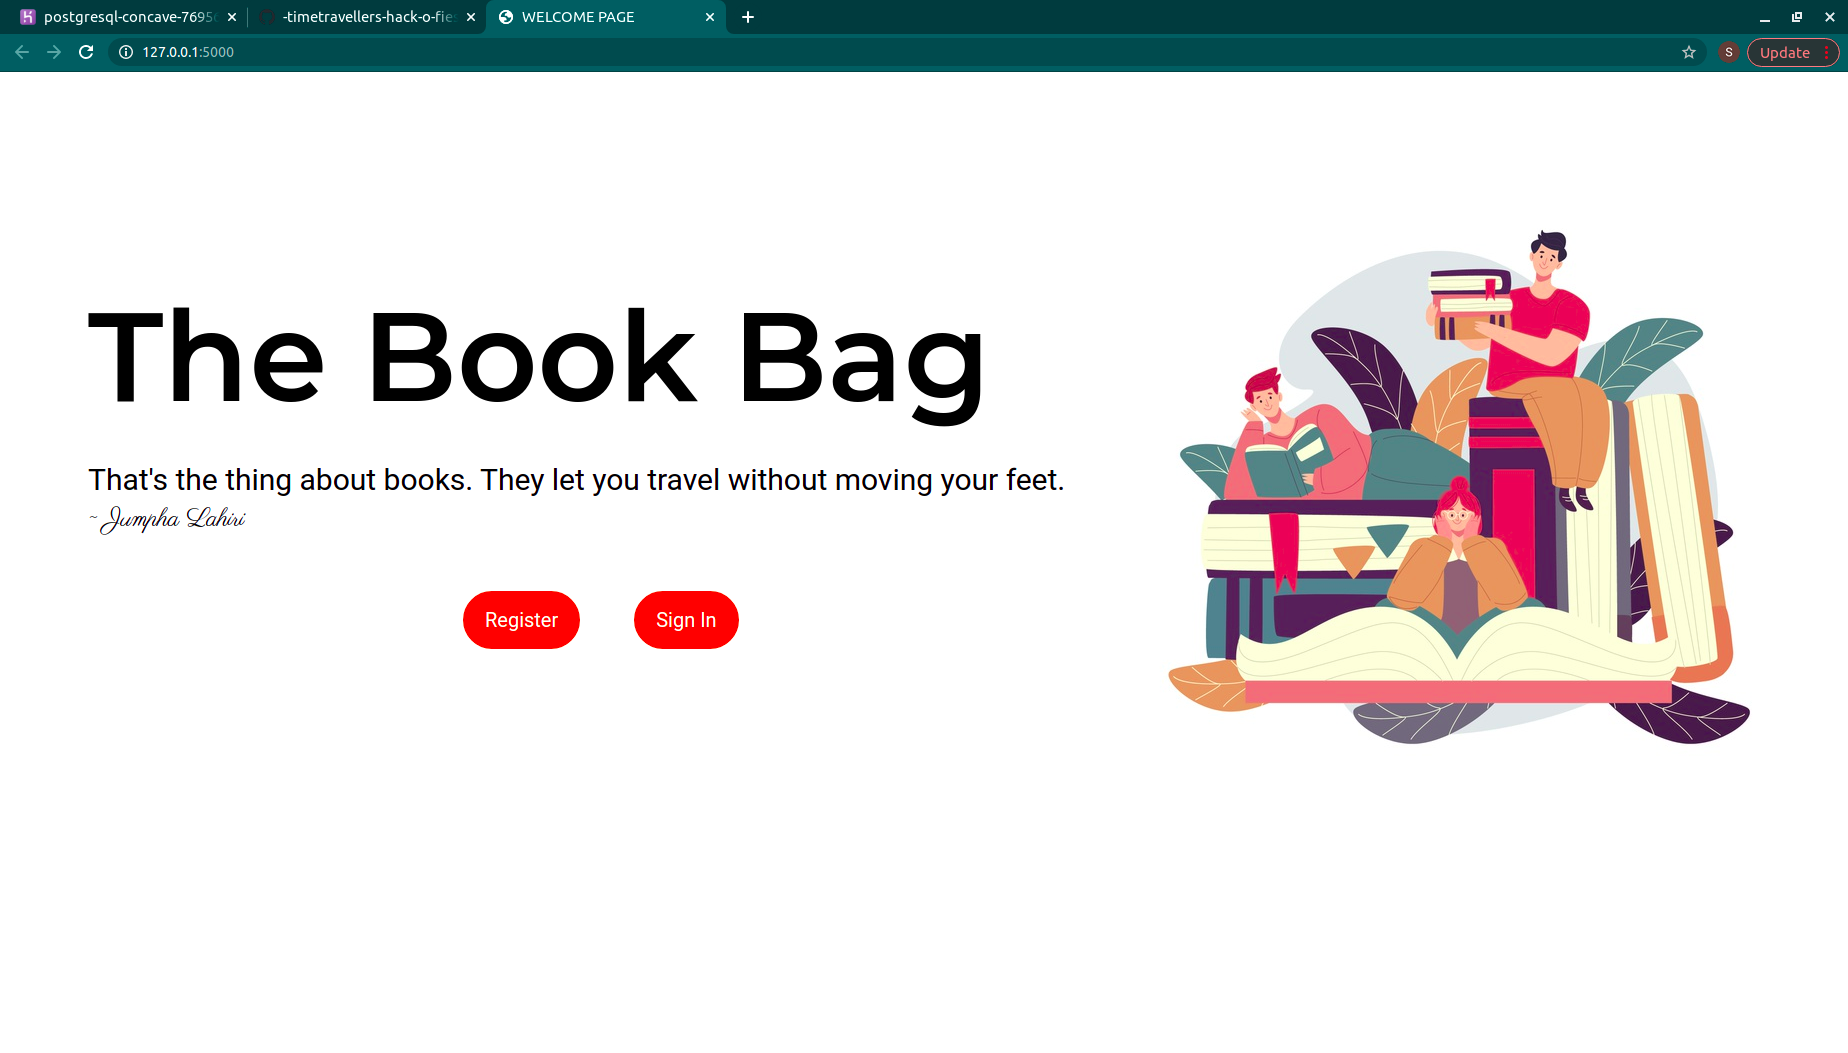 postgresql-concave-7695
-timetravellers-hack-o-fies
WELCOME PAGE
127.0.0.1:5000
S
Update
The Book Bag
That's the thing about books. They let you travel without moving your feet.
~ Jumpha Lahiri
Register
Sign In